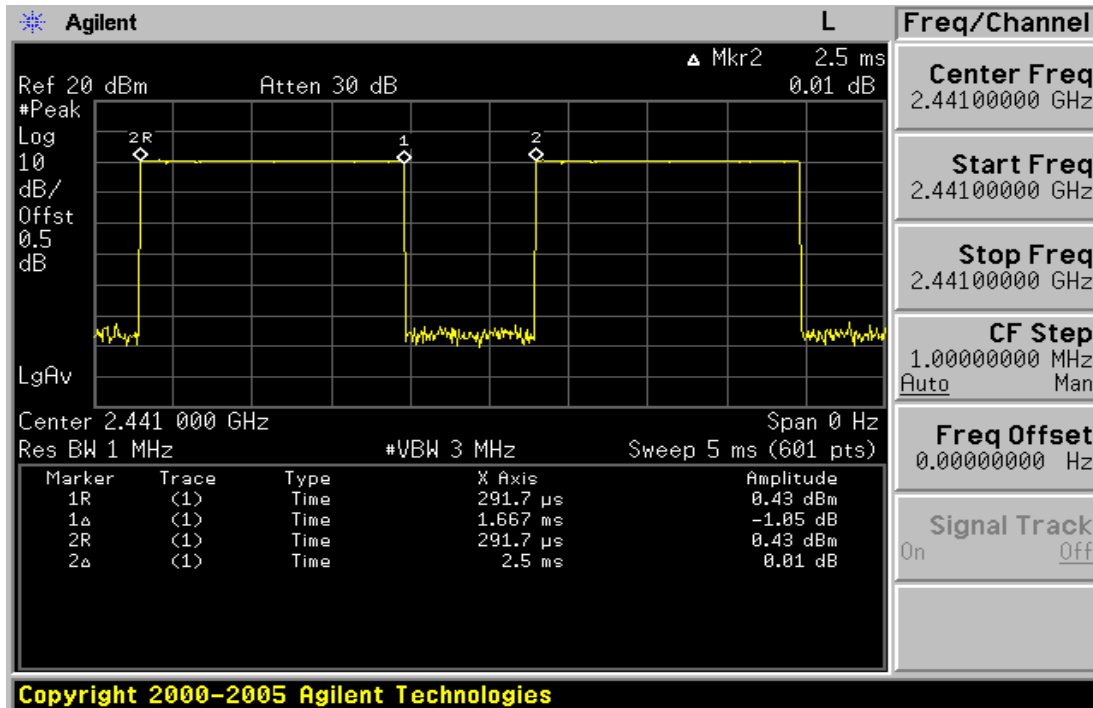 Agilent L Freq/Channel
▵ Mkr2 2.5 ms
Ref 20 dBm Atten 30 dB 0.01 dB
#Peak
Log
10
dB/
Offst
0.5
dB
LgAv
2R 1 2
Center 2.441 000 GHz Span 0 Hz
Res BW 1 MHz #VBW 3 MHz Sweep 5 ms (601 pts)
Marker Trace Type X Axis Amplitude
1R (1) Time 291.7 µs 0.43 dBm
1▵ (1) Time 1.667 ms -1.05 dB
2R (1) Time 291.7 µs 0.43 dBm
2▵ (1) Time 2.5 ms 0.01 dB
Center Freq
2.44100000 GHz
Start Freq
2.44100000 GHz
Stop Freq
2.44100000 GHz
CF Step
1.00000000 MHz
Auto Man
Freq Offset
0.00000000 Hz
Signal Track
On Off
Copyright 2000-2005 Agilent Technologies